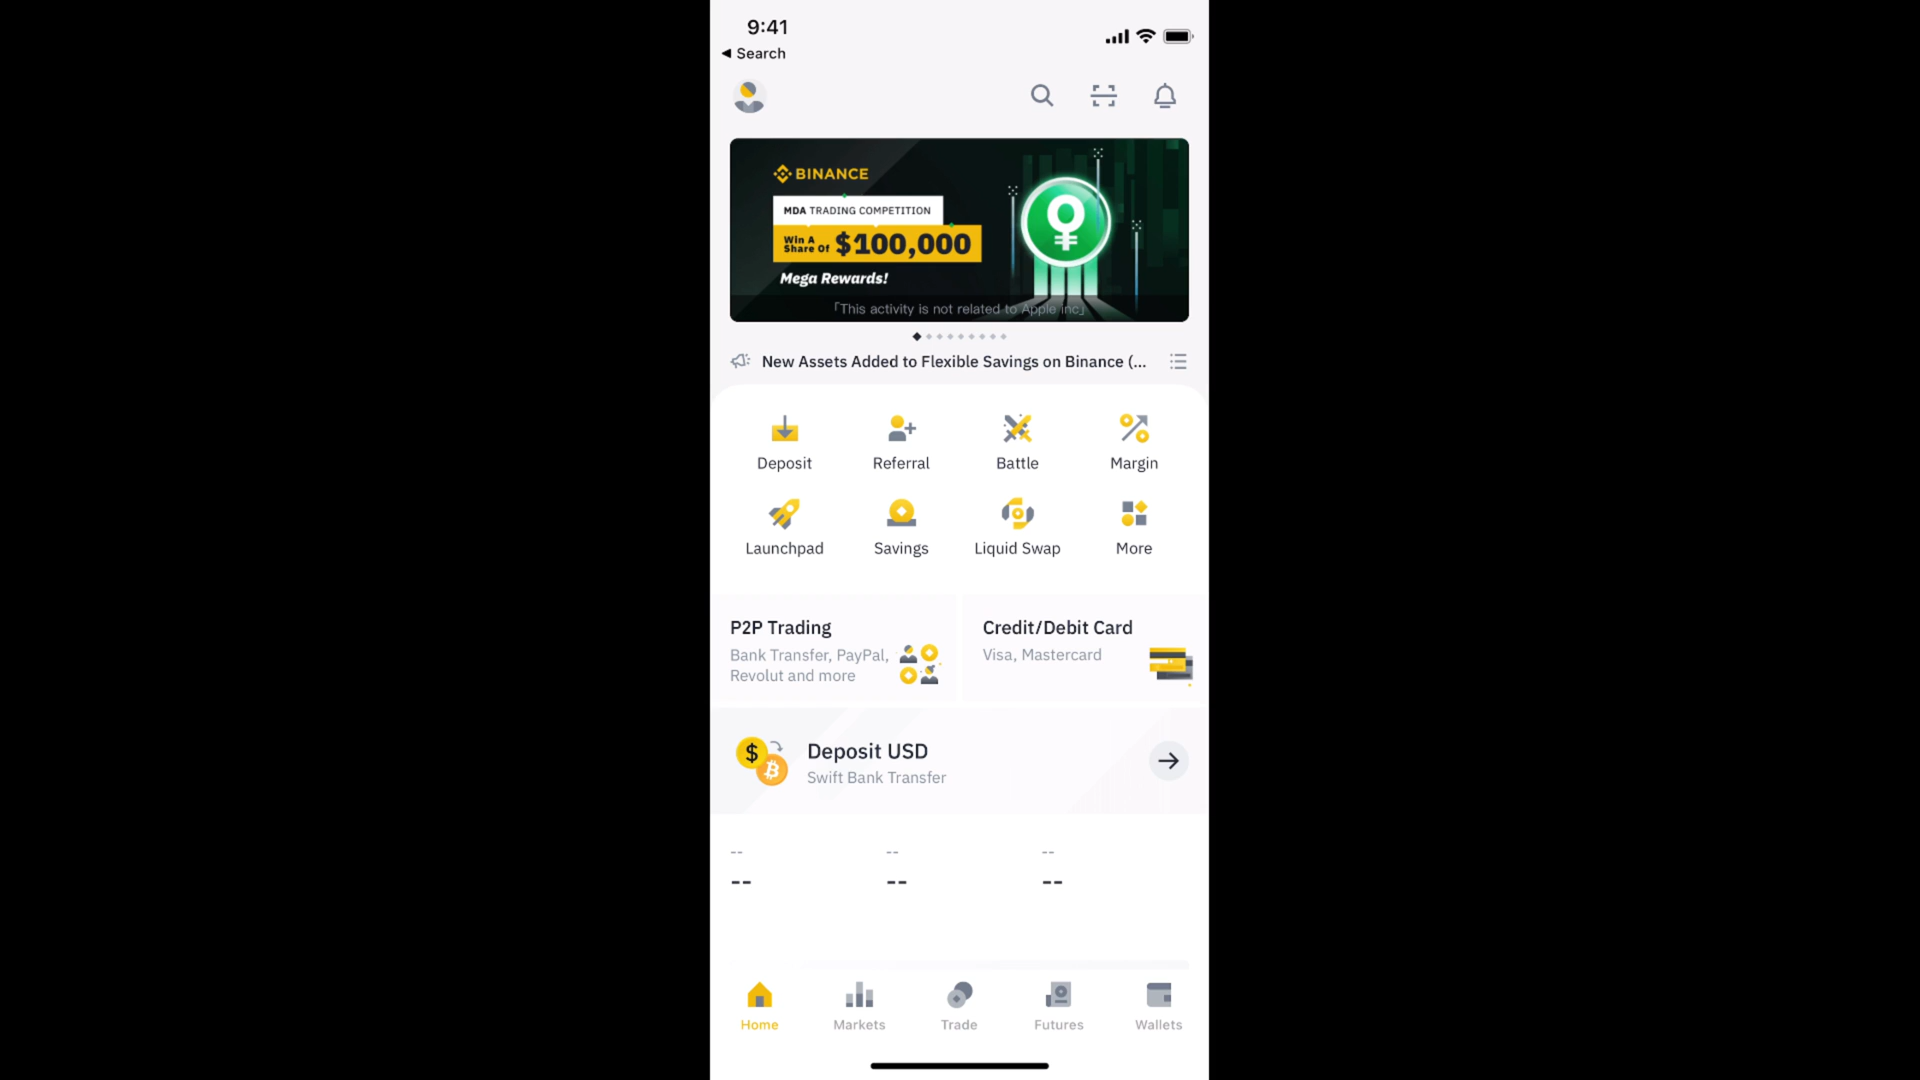 9:41
◀ Search
BINANCE
MDA TRADING COMPETITION
Win A
Share Of $100,000
Mega Rewards!
「This activity is not related to Apple inc」
New Assets Added to Flexible Savings on Binance (...
Deposit Referral Battle Margin
Launchpad Savings Liquid Swap More
P2P Trading
Bank Transfer, PayPal,
Revolut and more
Credit/Debit Card
Visa, Mastercard
Deposit USD
Swift Bank Transfer
-- -- --
-- -- --
Home Markets Trade Futures Wallets